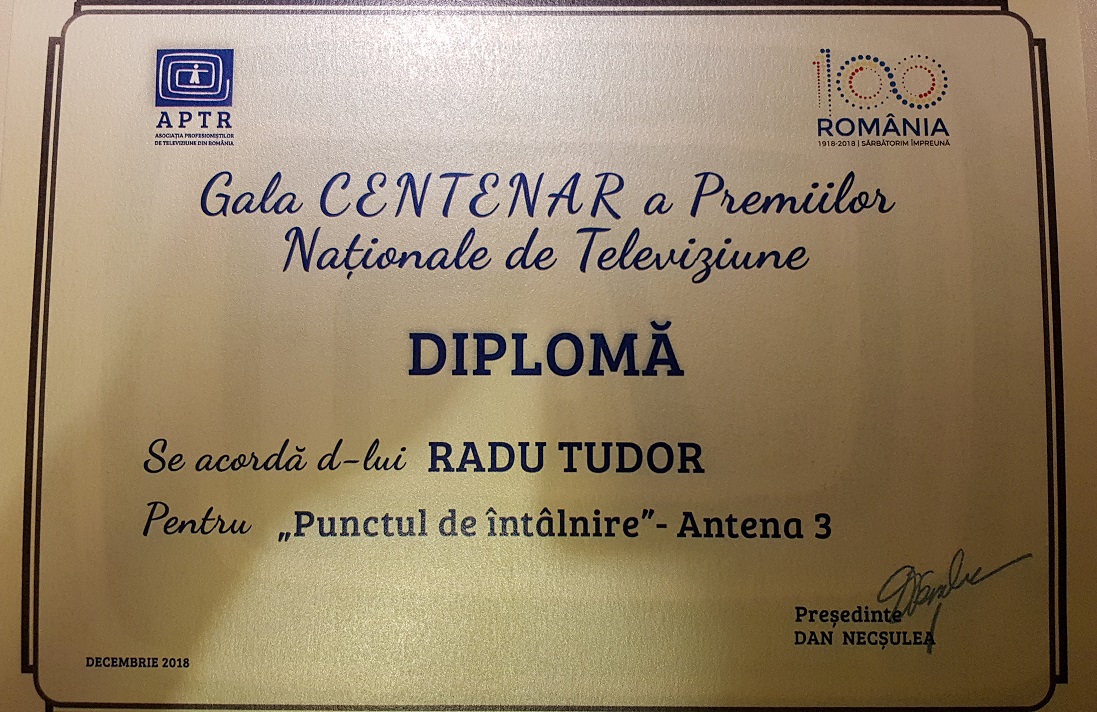 APTR
ASOCIAȚIA PROFESIONIȘTILOR
DE TELEVIZIUNE DIN ROMÂNIA
100
ROMÂNIA
1918-2018 | SĂRBĂTORIM ÎMPREUNĂ
Gala CENTENAR a Premiilor
Naționale de Televiziune
DIPLOMĂ
Se acordă d-lui RADU TUDOR
Pentru „Punctul de întâlnire”- Antena 3
Președinte
DAN NECȘULEA
DECEMBRIE 2018